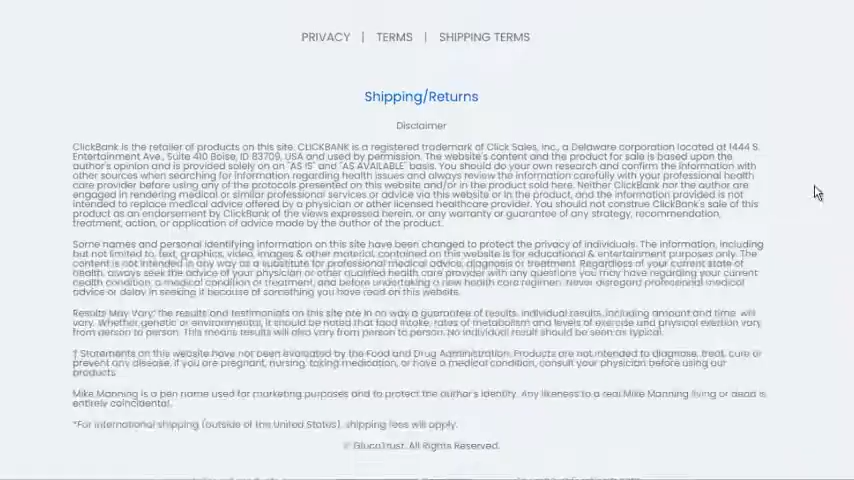 PRIVACY | TERMS | SHIPPING TERMS
Shipping/Returns
Disclaimer
ClickBank is the retailer of products on this site. CLICKBANK is a registered trademark of Click Sales, Inc., a Delaware corporation located at 1444 S.
Entertainment Ave., Suite 410 Boise, ID 83709, USA and used by permission. The website's content and the product for sale is based upon the
author's opinion and is provided solely on an "AS IS" and "AS AVAILABLE" basis. You should do your own research and confirm the information with
other sources when searching for information regarding health issues and always review the information carefully with your professional health
care provider before using any of the protocols presented on this website and/or in the product sold here. Neither ClickBank nor the author are
engaged in rendering medical or similar professional services or advice via this website or in the product, and the information provided is not
intended to replace medical advice offered by a physician or other licensed healthcare provider. You should not construe ClickBank's sale of this
product as an endorsement by ClickBank of the views expressed herein, or any warranty or guarantee of any strategy, recommendation,
treatment, action, or application of advice made by the author of the product.
Some names and personal identifying information on this site have been changed to protect the privacy of individuals. The information, including
but not limited to, text, graphics, video, images & other material, contained on this website is for educational & entertainment purposes only. The
content is not intended in any way as a substitute for professional medical advice, diagnosis or treatment. Regardless of your current state of
health, always seek the advice of your physician or other qualified health care provider with any questions you may have regarding your current
health condition, a medical condition or treatment, and before undertaking a new health care regimen. Never disregard professional medical
advice or delay in seeking it because of something you have read on this website.
Results May Vary: the results and testimonials on this site are in no way a guarantee of results. Individual results, including amount and time, will
vary. Whether genetic or environmental, it should be noted that food intake, rates of metabolism and levels of exercise and physical exertion vary
from person to person. This means results will also vary from person to person. No individual result should be seen as typical.
† Statements on this website have not been evaluated by the Food and Drug Administration. Products are not intended to diagnose, treat, cure or
prevent any disease. If you are pregnant, nursing, taking medication, or have a medical condition, consult your physician before using our
products.
Mike Manning is a pen name used for marketing purposes and to protect the author's identity. Any likeness to a real Mike Manning living or dead is
entirely coincidental.
*For international shipping (outside of the United States), shipping fees will apply.
© GlucoTrust. All Rights Reserved.